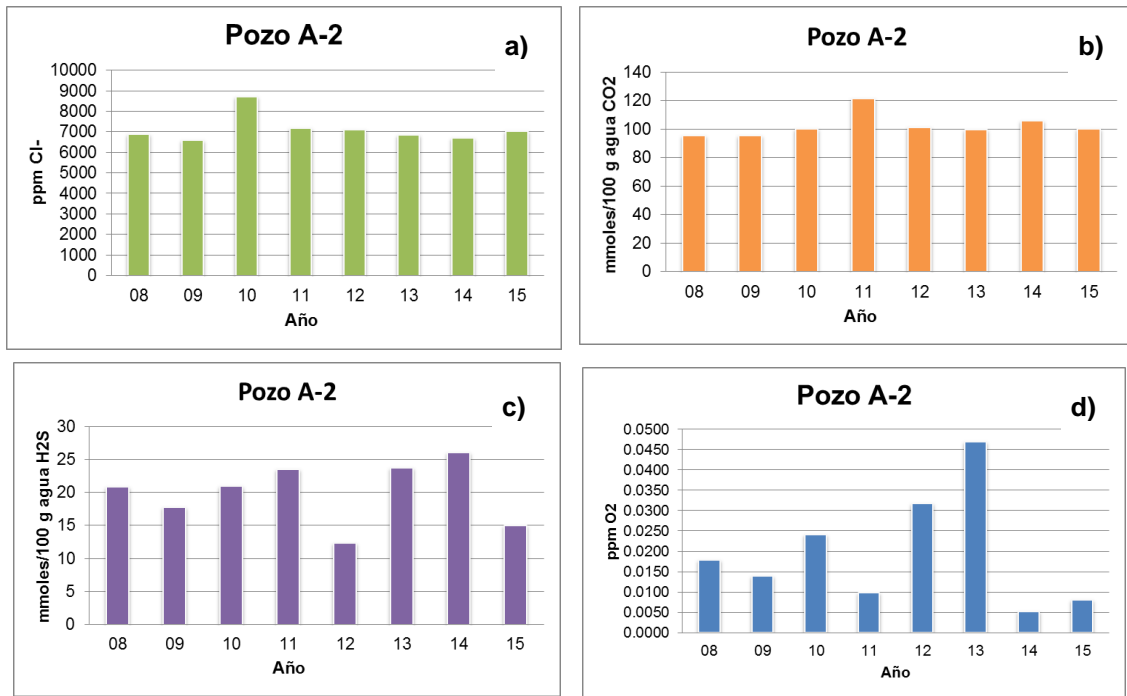 Pozo A-2
a)
ppm Cl-
10000
9000
8000
7000
6000
5000
4000
3000
2000
1000
0
08 09 10 11 12 13 14 15
Año
Pozo A-2
b)
mmoles/100 g agua CO2
140
120
100
80
60
40
20
0
08 09 10 11 12 13 14 15
Año
Pozo A-2
c)
mmoles/100 g agua H2S
30
25
20
15
10
5
0
08 09 10 11 12 13 14 15
Año
Pozo A-2
d)
ppm O2
0.0500
0.0450
0.0400
0.0350
0.0300
0.0250
0.0200
0.0150
0.0100
0.0050
0.0000
08 09 10 11 12 13 14 15
Año